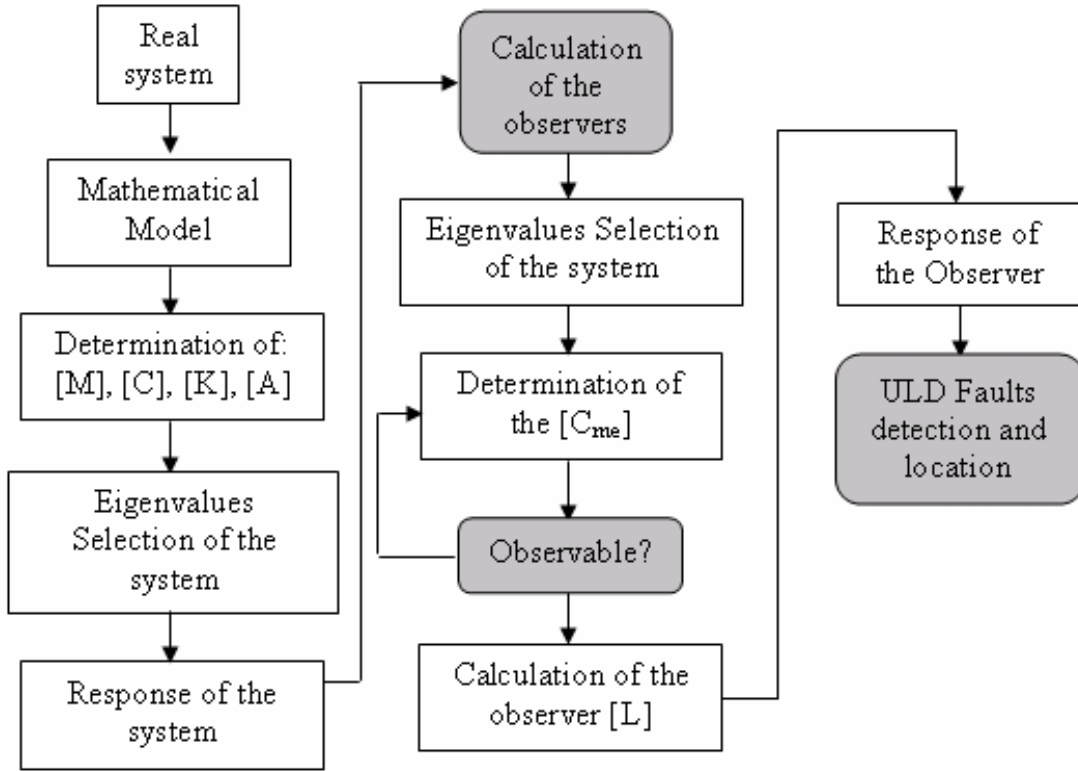 Real
system
Mathematical
Model
Determination of:
[M], [C], [K], [A]
Eigenvalues
Selection of the
system
Response of the
system
Calculation
of the
observers
Eigenvalues Selection
of the system
Determination of
the [Cme]
Observable?
Calculation of the
observer [L]
Response of
the Observer
ULD Faults
detection and
location